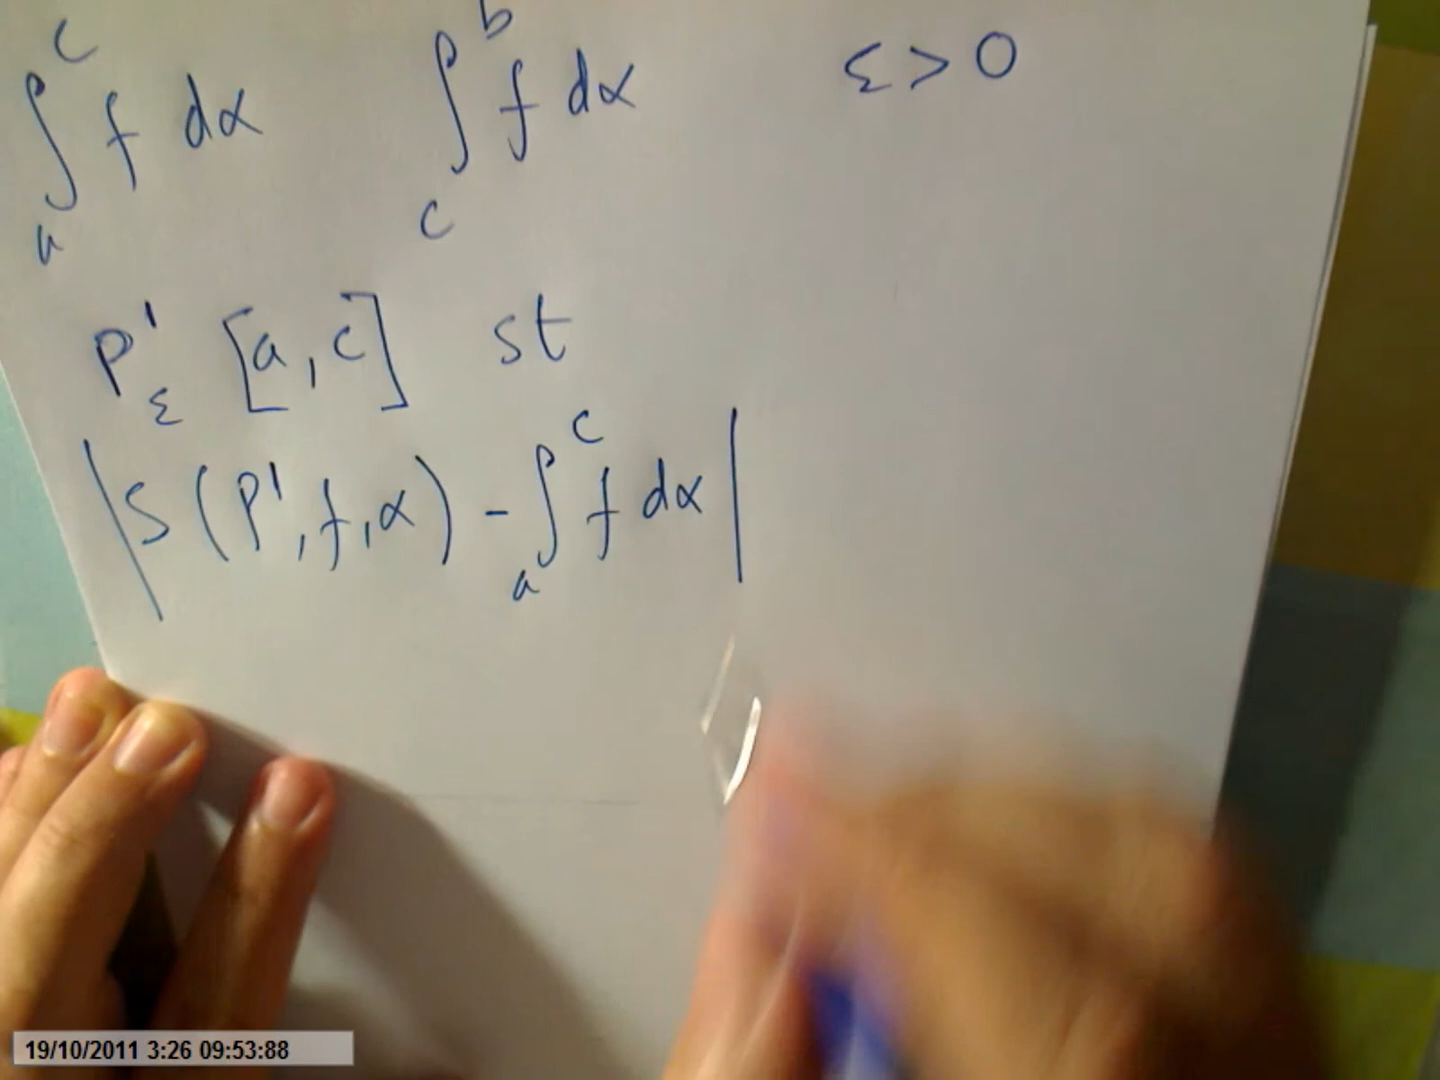 ∫_a^c f dα ∫_c^b f dα ε > 0
P'_ε [a, c] st
|S(P', f, α) - ∫_a^c f dα|
19/10/2011 3:26 09:53:88